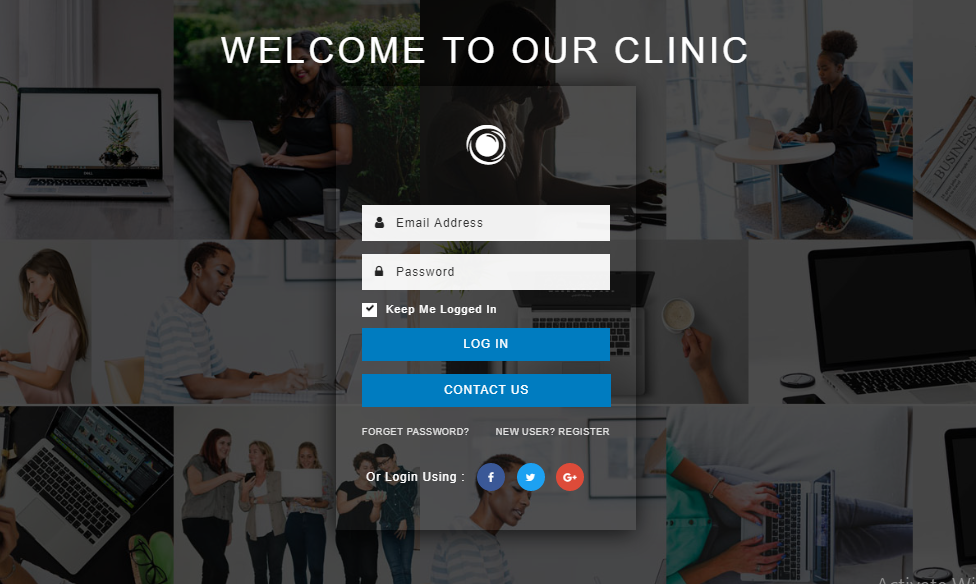 WELCOME TO OUR CLINIC
BUSINESS
Email Address
Password
Keep Me Logged In
LOG IN
CONTACT US
FORGET PASSWORD? NEW USER? REGISTER
Or Login Using :